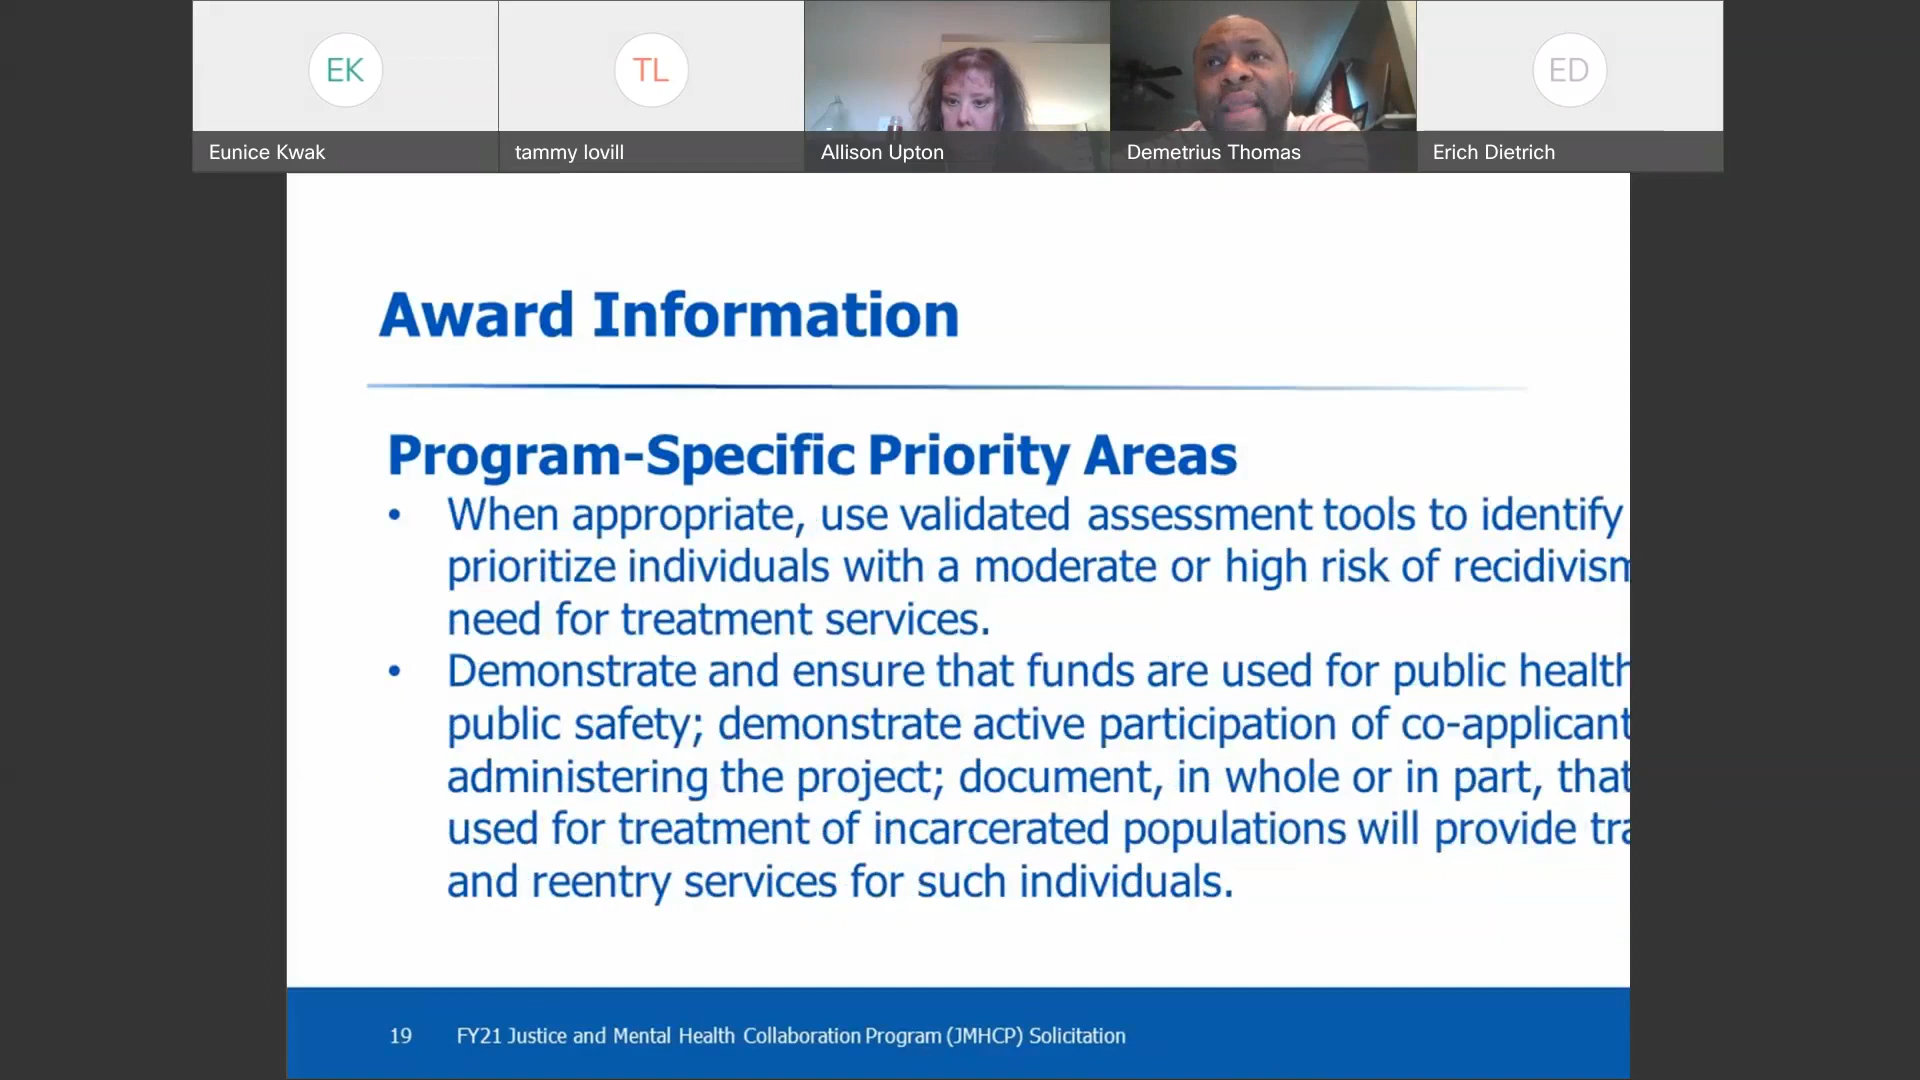 EK
TL
ED
Eunice Kwak
tammy lovill
Allison Upton
Demetrius Thomas
Erich Dietrich
Award Information
Program-Specific Priority Areas
• When appropriate, use validated assessment tools to identify
prioritize individuals with a moderate or high risk of recidivism
need for treatment services.
• Demonstrate and ensure that funds are used for public health
public safety; demonstrate active participation of co-applicant
administering the project; document, in whole or in part, that
used for treatment of incarcerated populations will provide
and reentry services for such individuals.
19 FY21 Justice and Mental Health Collaboration Program (JMHCP) Solicitation